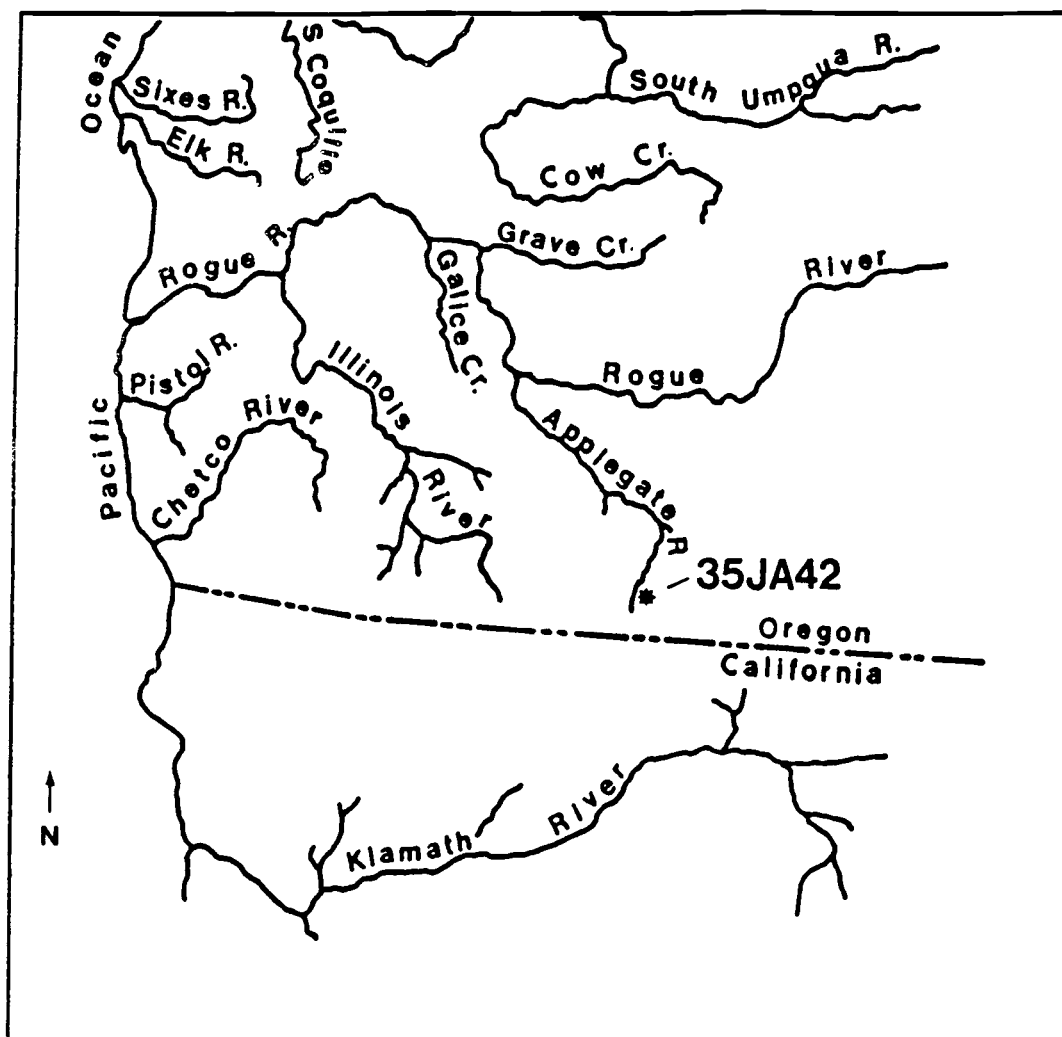 Pacific Ocean
Sixes R.
Elk R.
S Coquille
South Umpqua R.
Cow Cr.
Grave Cr.
Rogue R.
Galice Cr.
River
Rogue
Pistol R.
Illinois
River
Chetco River
Applegate R
35JA42
Oregon
California
N
Klamath River